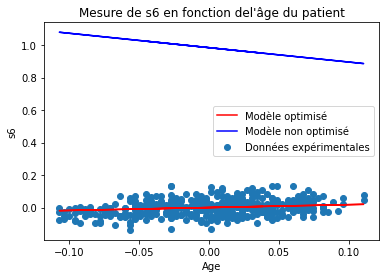 Mesure de s6 en fonction del'âge du patient
1.0
0.8
0.6
0.4
0.2
0.0
s6
Modèle optimisé
Modèle non optimisé
Données expérimentales
−0.10
−0.05
0.00
0.05
0.10
Age